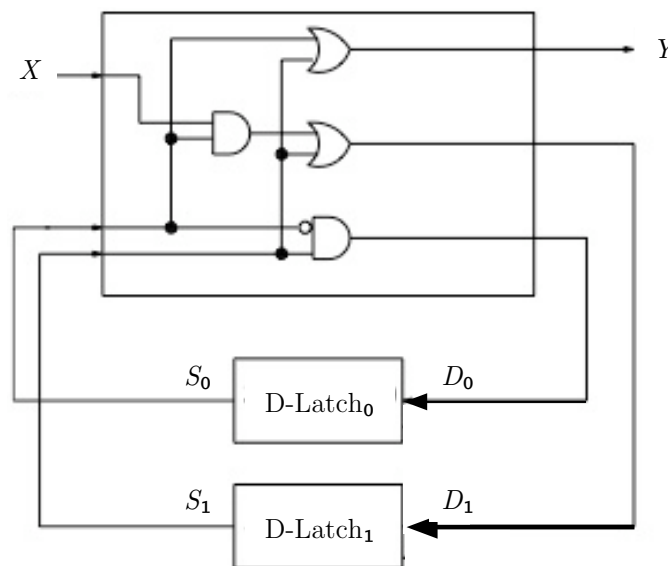 X
Y
S₀
D-Latch₀
D₀
S₁
D-Latch₁
D₁